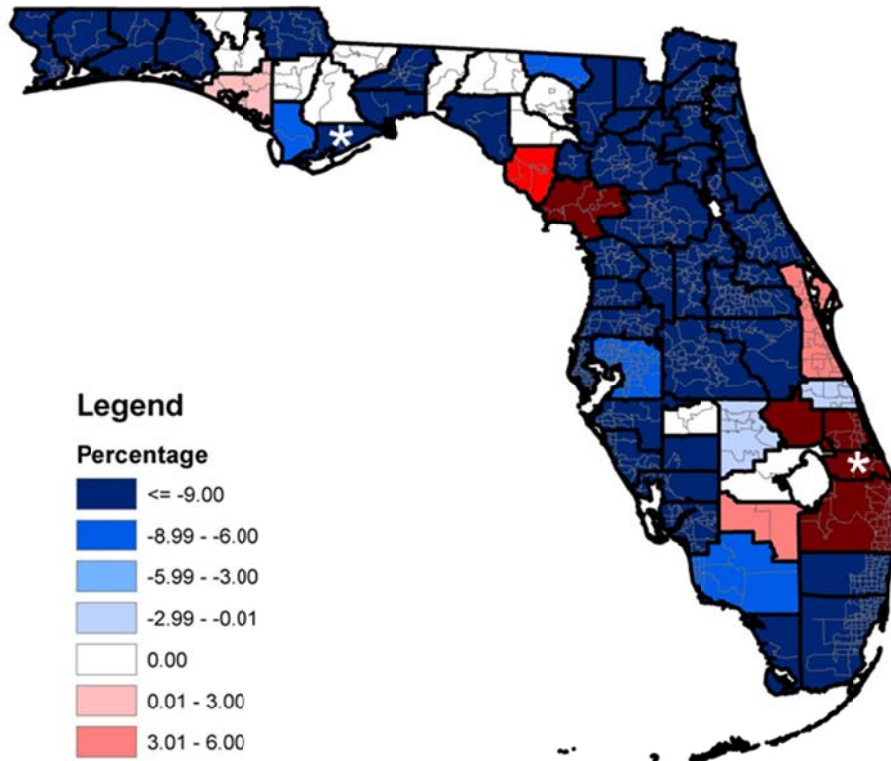 *
*
Legend
Percentage
<= -9.00
-8.99 - -6.00
-5.99 - -3.00
-2.99 - -0.01
0.00
0.01 - 3.00
3.01 - 6.00